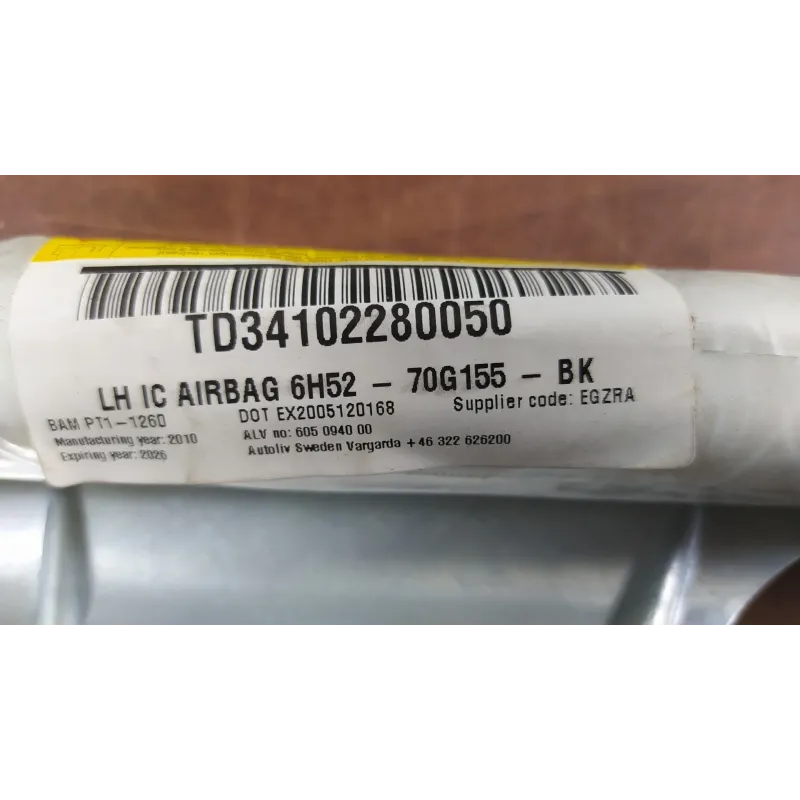 TD34102280050
LH IC AIRBAG 6H52 - 70G155 - BK
BAM PT1-1260 DOT EX2005120168 Supplier code: EGZRA
Manufacturing year: 2010 ALV no: 605 0940 00
Expiring year: 2026 Autoliv Sweden Vargarda +46 322 626200